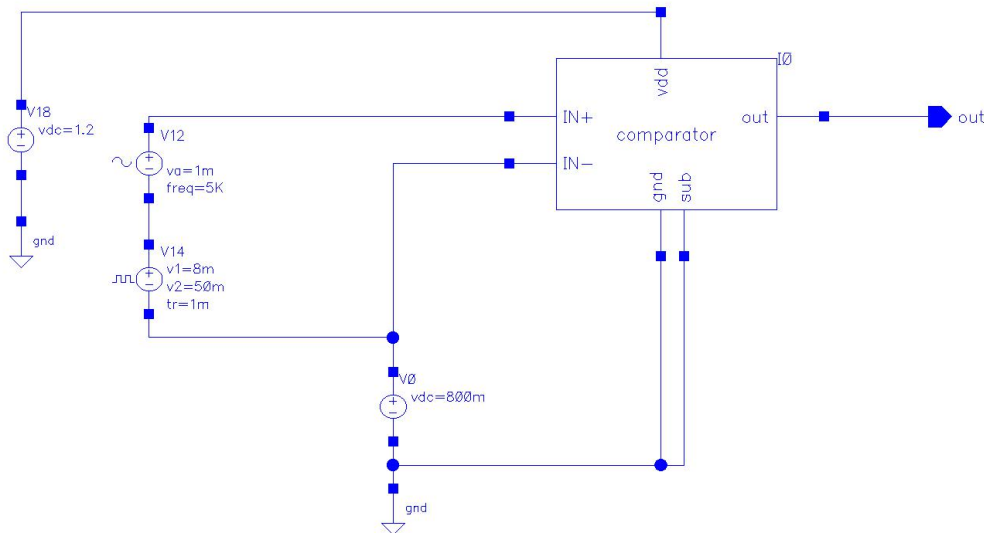 V18
vdc=1.2
gnd
V12
va=1m
freq=5K
V14
v1=8m
v2=50m
tr=1m
V0
vdc=800m
gnd
I0
vdd
IN+
IN-
comparator
out
gnd
sub
out